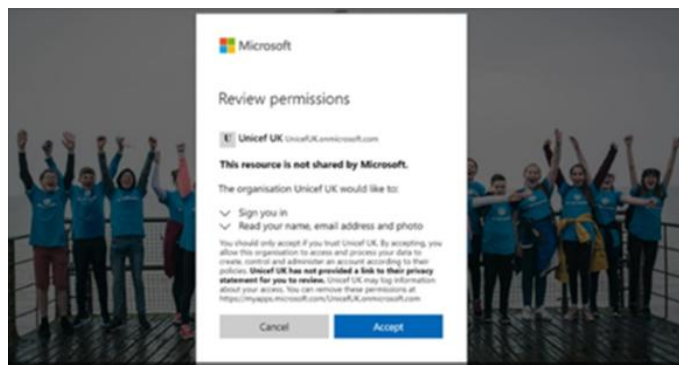 Microsoft
Review permissions
U Unicef UK UnicefUK.onmicrosoft.com
This resource is not shared by Microsoft.
The organisation Unicef UK would like to:
Sign you in
Read your name, email address and photo
You should only accept if you trust Unicef UK. By accepting, you
allow this organisation to access and process your data to
create, control and administer an account according to their
policies. Unicef UK has not provided a link to their privacy
statement for you to review. Unicef UK may log information
about your access. You can remove these permissions at
https://myapps.microsoft.com/UnicefUK.onmicrosoft.com
Cancel Accept